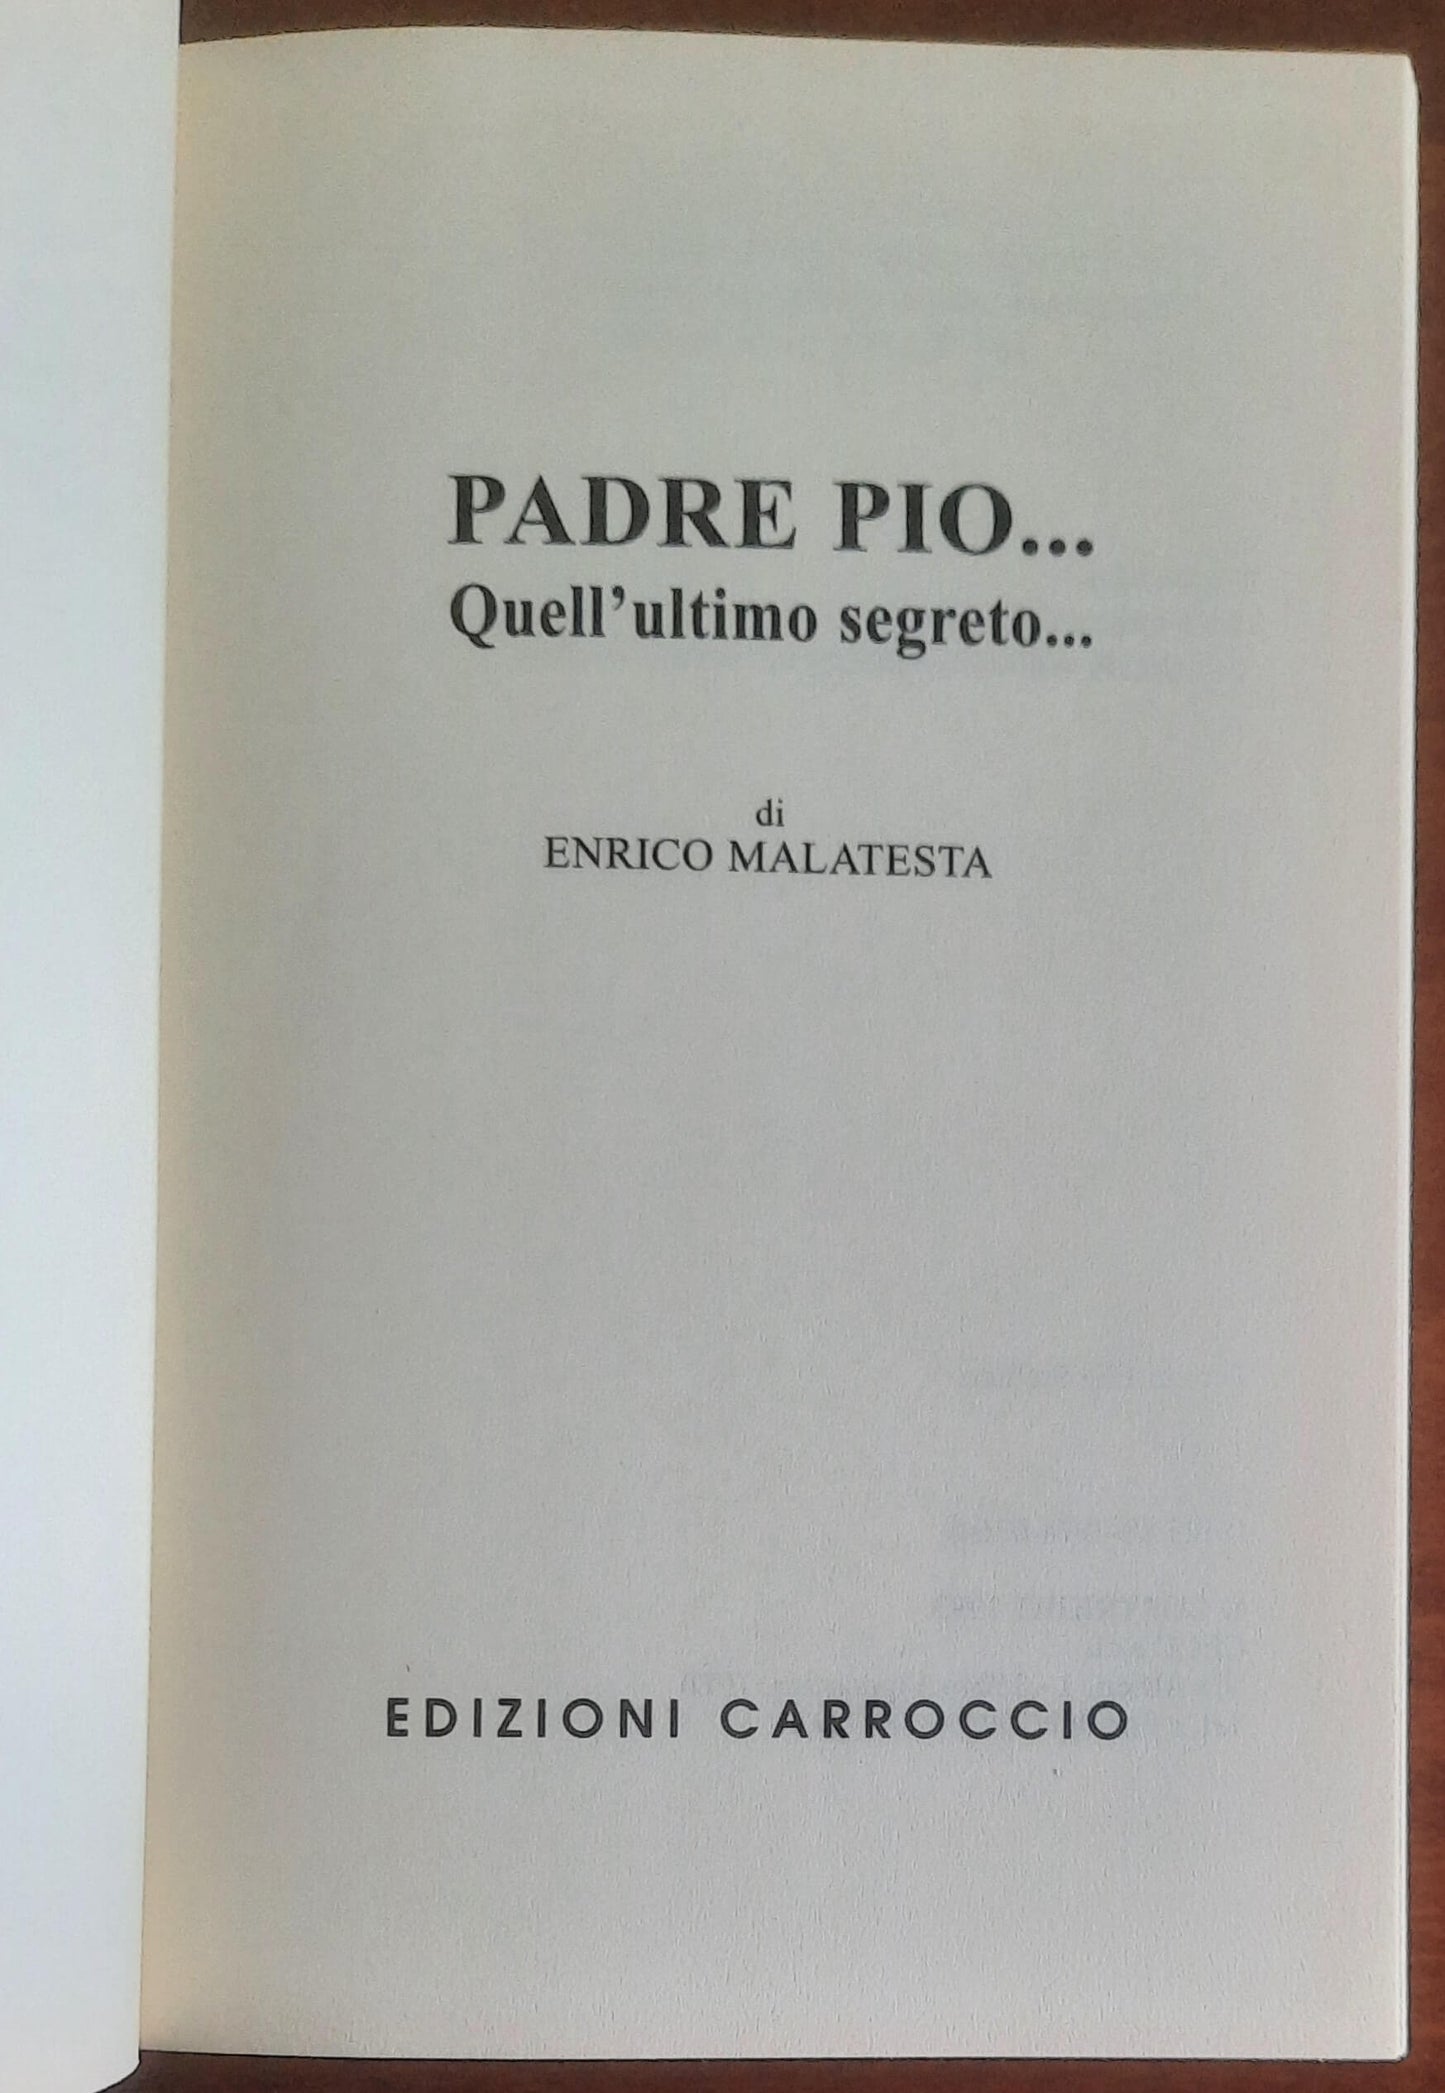 PADRE PIO...
Quell’ultimo segreto...
di
ENRICO MALATESTA
EDIZIONI CARROCCIO